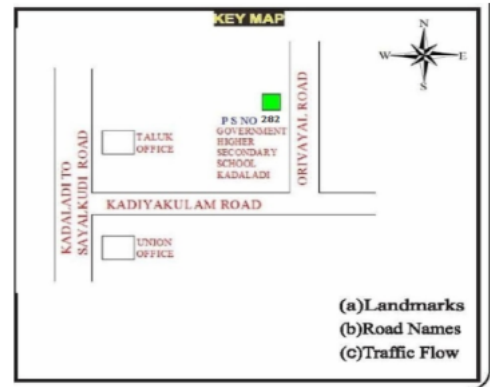 KEY MAP
N
W
E
S
P S NO 282
GOVERNMENT
HIGHER
SECONDARY
SCHOOL
KADALADI
TALUK
OFFICE
ORIVAYAL ROAD
KADALADI TO
SAYALKUDI ROAD
KADIYAKULAM ROAD
UNION
OFFICE
(a)Landmarks
(b)Road Names
(c)Traffic Flow